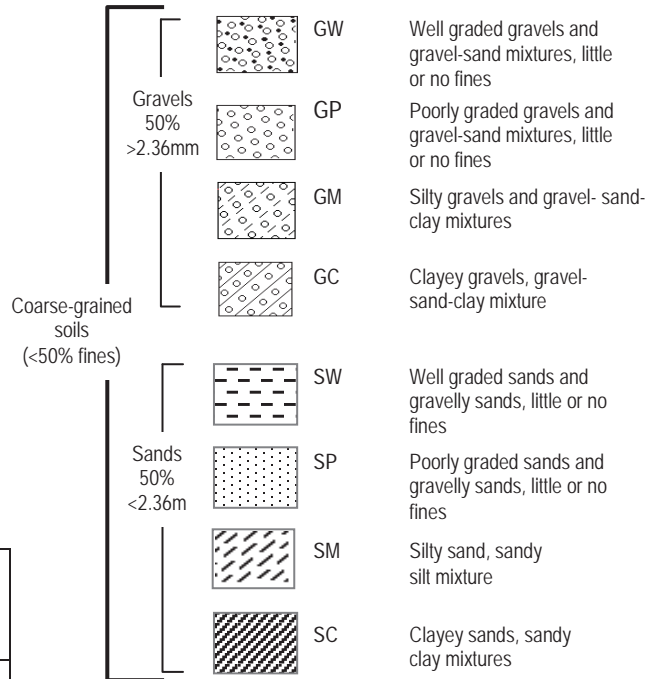 GW Well graded gravels and
gravel-sand mixtures, little
or no fines
Gravels
50%
>2.36mm
GP Poorly graded gravels and
gravel-sand mixtures, little
or no fines
GM Silty gravels and gravel- sand-
clay mixtures
GC Clayey gravels, gravel-
sand-clay mixture
Coarse-grained
soils
(<50% fines)
SW Well graded sands and
gravelly sands, little or no
fines
Sands
50%
<2.36m
SP Poorly graded sands and
gravelly sands, little or no
fines
SM Silty sand, sandy
silt mixture
SC Clayey sands, sandy
clay mixtures